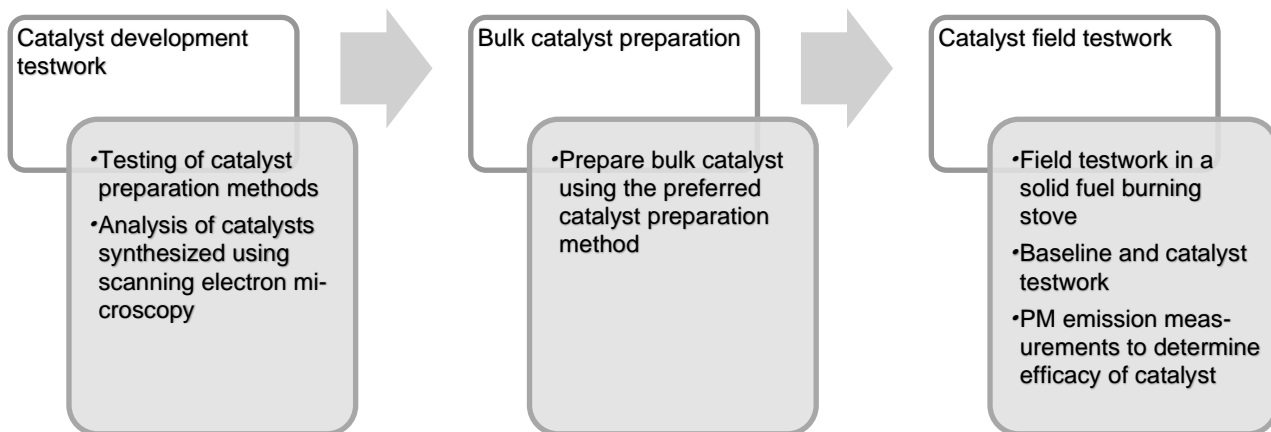 Catalyst development
testwork
•Testing of catalyst
preparation methods
•Analysis of catalysts
synthesized using
scanning electron mi-
croscopy
Bulk catalyst preparation
•Prepare bulk catalyst
using the preferred
catalyst preparation
method
Catalyst field testwork
•Field testwork in a
solid fuel burning
stove
•Baseline and catalyst
testwork
•PM emission meas-
urements to determine
efficacy of catalyst